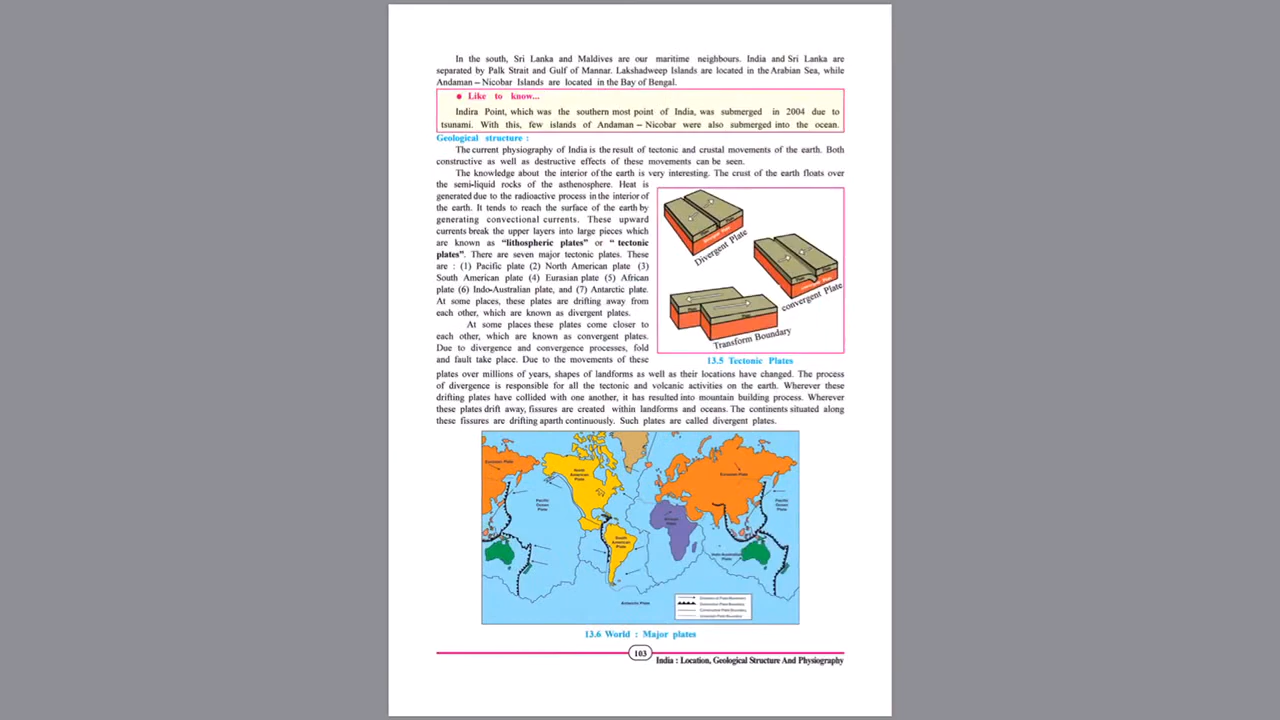 In the south, Sri Lanka and Maldives are our maritime neighbours. India and Sri Lanka are
separated by Palk Strait and Gulf of Mannar. Lakshadweep Islands are located in the Arabian Sea, while
Andaman – Nicobar Islands are located in the Bay of Bengal.
● Like to know...
Indira Point, which was the southern most point of India, was submerged in 2004 due to
tsunami. With this, few islands of Andaman – Nicobar were also submerged into the ocean.
Geological structure :
The current physiography of India is the result of tectonic and crustal movements of the earth. Both
constructive as well as destructive effects of these movements can be seen.
The knowledge about the interior of the earth is very interesting. The crust of the earth floats over
the semi-liquid rocks of the asthenosphere. Heat is
generated due to the radioactive process in the interior of
the earth. It tends to reach the surface of the earth by
generating convectional currents. These upward
currents break the upper layers into large pieces which
are known as “lithospheric plates” or “ tectonic
plates”. There are seven major tectonic plates. These
are : (1) Pacific plate (2) North American plate (3)
South American plate (4) Eurasian plate (5) African
plate (6) Indo-Australian plate, and (7) Antarctic plate.
At some places, these plates are drifting away from
each other, which are known as divergent plates.
At some places these plates come closer to
each other, which are known as convergent plates.
Due to divergence and convergence processes, fold
and fault take place. Due to the movements of these
Divergent Plate
convergent Plate
Transform Boundary
13.5 Tectonic Plates
plates over millions of years, shapes of landforms as well as their locations have changed. The process
of divergence is responsible for all the tectonic and volcanic activities on the earth. Wherever these
drifting plates have collided with one another, it has resulted into mountain building process. Wherever
these plates drift away, fissures are created within landforms and oceans. The continents situated along
these fissures are drifting aparth continuously. Such plates are called divergent plates.
North
American
Plate
Pacific
Ocean
Plate
South
American
Plate
Pacific
Ocean
Plate
Indo-Australian
Plate
Antarctic Plate
13.6 World : Major plates
103
India : Location, Geological Structure And Physiography